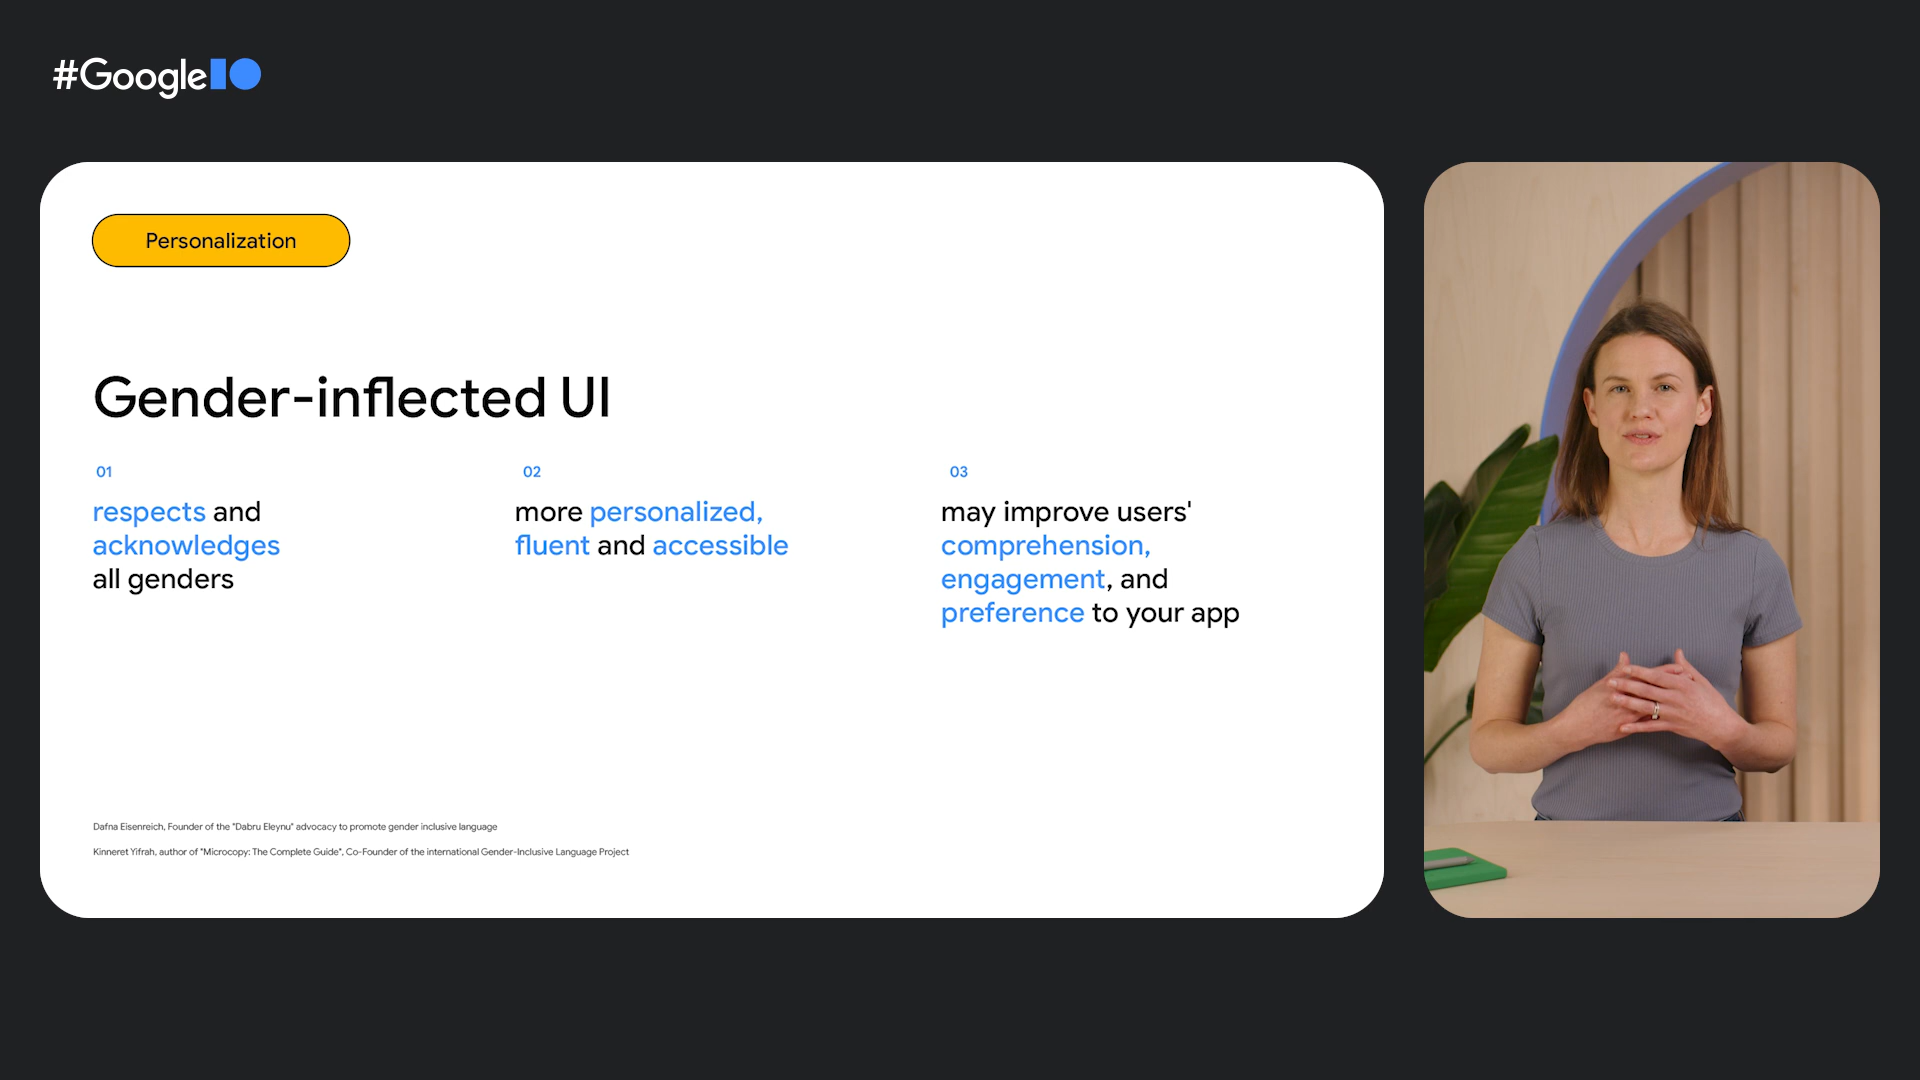 #GoogleIO
Personalization
Gender-inflected UI
01
respects and
acknowledges
all genders
02
more personalized,
fluent and accessible
03
may improve users'
comprehension,
engagement, and
preference to your app
Dafna Eisenreich, Founder of the "Dabru Eleynu" advocacy to promote gender inclusive language
Kinneret Yifrah, author of "Microcopy: The Complete Guide", Co-Founder of the international Gender-Inclusive Language Project